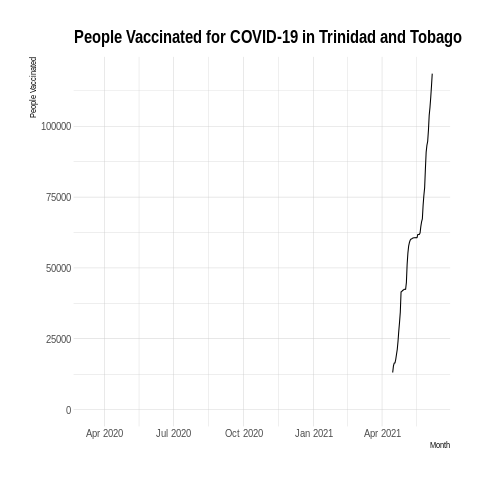 People Vaccinated for COVID-19 in Trinidad and Tobago
People Vaccinated
100000
75000
50000
25000
0
Apr 2020 Jul 2020 Oct 2020 Jan 2021 Apr 2021
Month